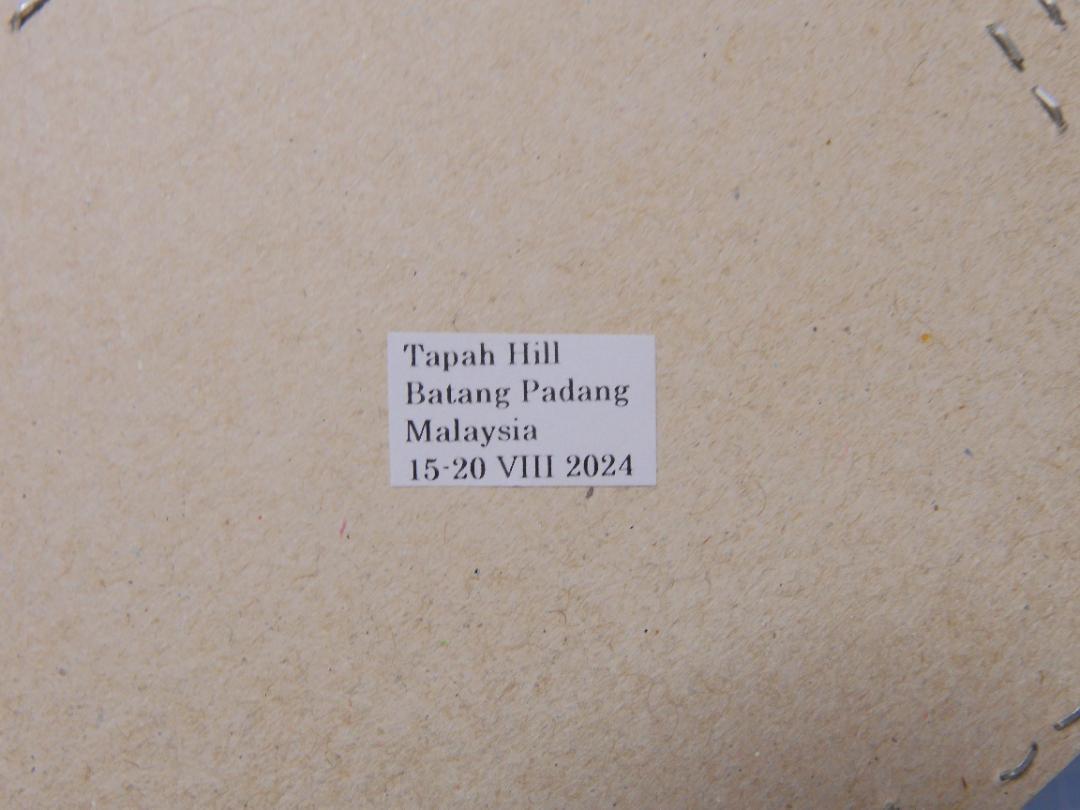 Tapah Hill
Batang Padang
Malaysia
15-20 VIII 2024